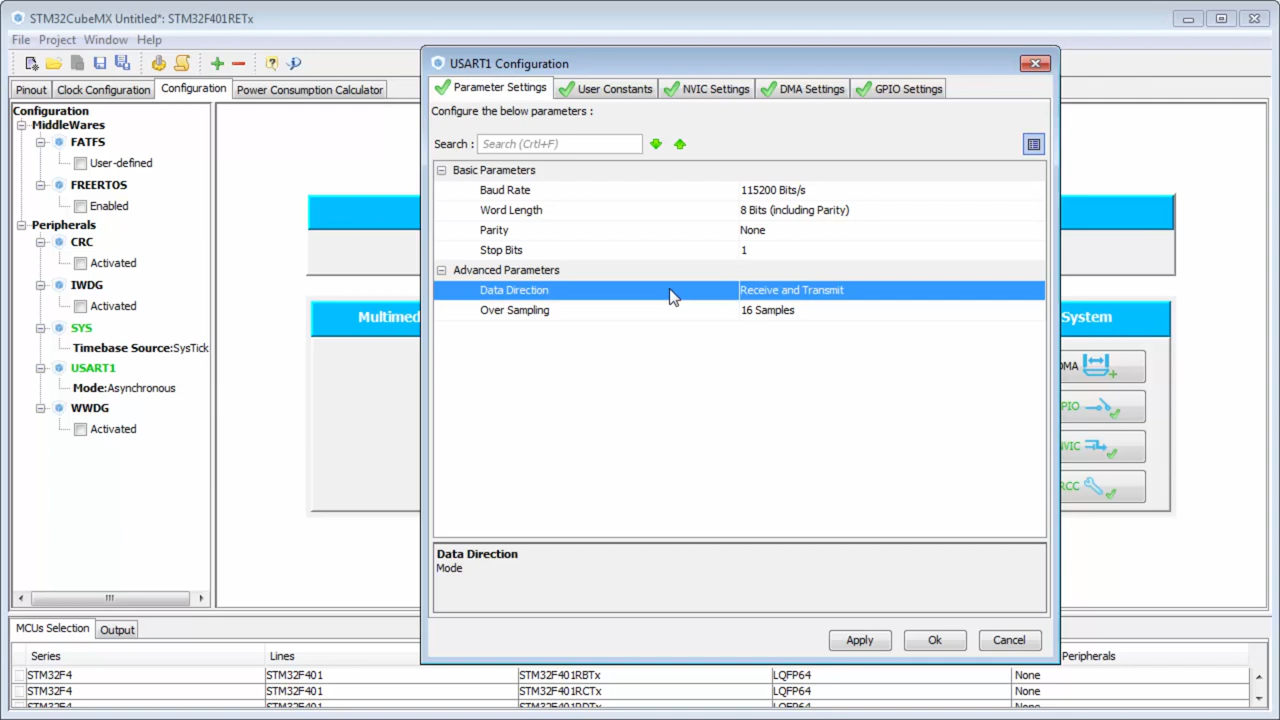 STM32CubeMX Untitled*: STM32F401RETx
File Project Window Help
Pinout Clock Configuration Configuration Power Consumption Calculator
Configuration
MiddleWares
FATFS
User-defined
FREERTOS
Enabled
Peripherals
CRC
Activated
IWDG
Activated
SYS
Timebase Source:SysTick
USART1
Mode:Asynchronous
WWDG
Activated
Multimed
System
DMA
GPIO
NVIC
RCC
USART1 Configuration
Parameter Settings User Constants NVIC Settings DMA Settings GPIO Settings
Configure the below parameters :
Search : Search (Crtl+F)
Basic Parameters
Baud Rate 115200 Bits/s
Word Length 8 Bits (including Parity)
Parity None
Stop Bits 1
Advanced Parameters
Data Direction Receive and Transmit
Over Sampling 16 Samples
Data Direction
Mode
Apply Ok Cancel
MCUs Selection Output
Series Lines Peripherals
STM32F4 STM32F401 STM32F401RBTx LQFP64 None
STM32F4 STM32F401 STM32F401RCTx LQFP64 None
STM32F4 STM32F401 STM32F401RDTx LQFP64 None